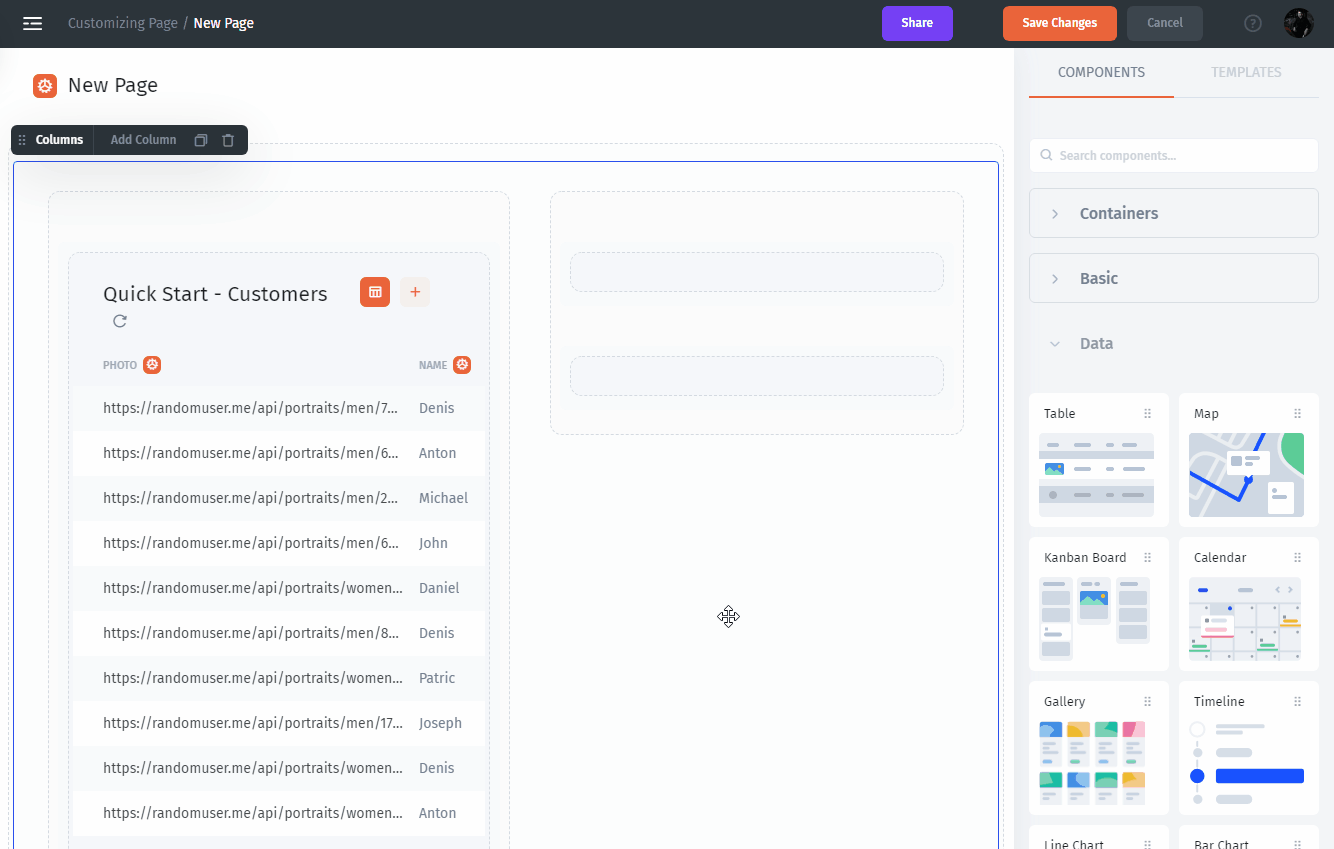 Customizing Page / New Page
Share
Save Changes
Cancel
?
New Page
Columns
Add Column
Quick Start - Customers
+
PHOTO NAME
https://randomuser.me/api/portraits/men/7... Denis
https://randomuser.me/api/portraits/men/6... Anton
https://randomuser.me/api/portraits/men/2... Michael
https://randomuser.me/api/portraits/men/6... John
https://randomuser.me/api/portraits/women... Daniel
https://randomuser.me/api/portraits/men/8... Denis
https://randomuser.me/api/portraits/women... Patric
https://randomuser.me/api/portraits/men/17... Joseph
https://randomuser.me/api/portraits/women... Denis
https://randomuser.me/api/portraits/women... Anton
COMPONENTS
TEMPLATES
Search components...
Containers
Basic
Data
Table
Map
Kanban Board
Calendar
Gallery
Timeline
Line Chart
Bar Chart